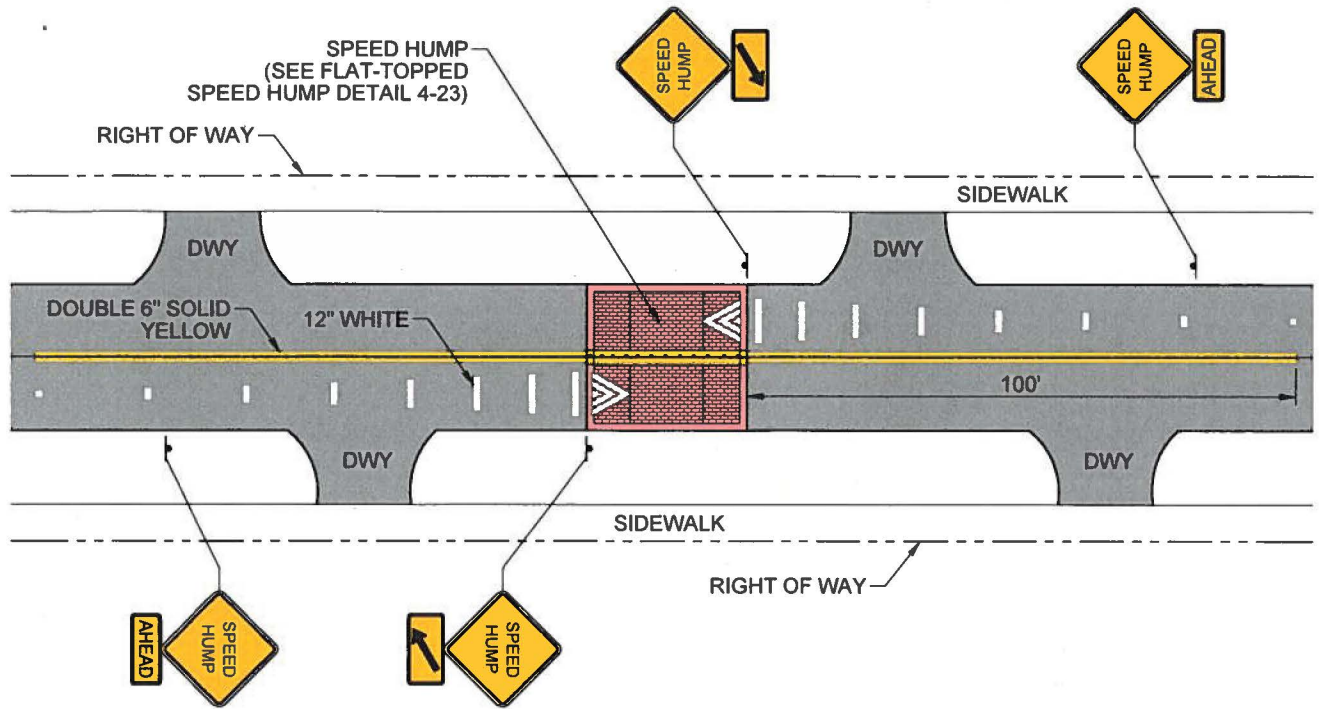 SPEED HUMP
(SEE FLAT-TOPPED
SPEED HUMP DETAIL 4-23)
SPEED
HUMP
SPEED
HUMP
AHEAD
RIGHT OF WAY
SIDEWALK
DWY
DWY
DOUBLE 6" SOLID
YELLOW
12" WHITE
100'
DWY
DWY
SIDEWALK
RIGHT OF WAY
SPEED
HUMP
AHEAD
SPEED
HUMP